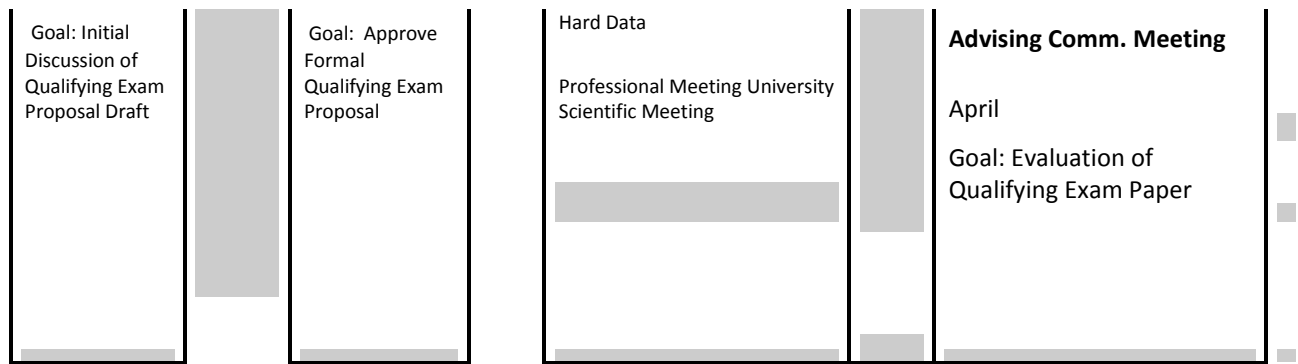 Goal: Initial
Discussion of
Qualifying Exam
Proposal Draft
Goal: Approve
Formal
Qualifying Exam
Proposal
Hard Data
Professional Meeting University
Scientific Meeting
Advising Comm. Meeting
April
Goal: Evaluation of
Qualifying Exam Paper